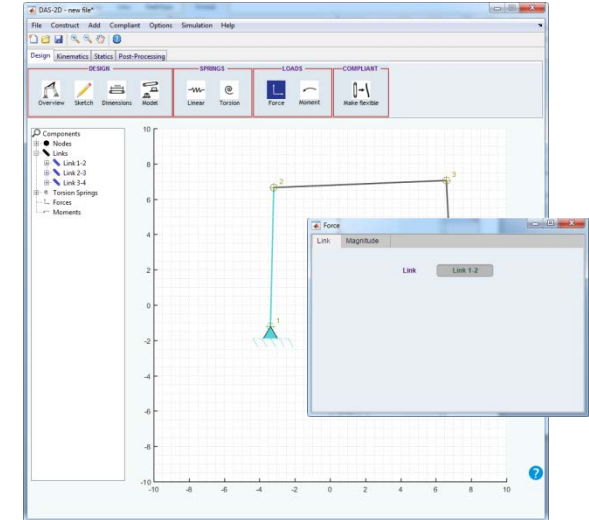 DAS-2D - new file*
File Construct Add Compliant Options Simulation Help
Design Kinematics Statics Post-Processing
DESIGN SPRINGS LOADS COMPLIANT
Overview Sketch Dimensions Model Linear Torsion Force Moment Make flexible
Components
Nodes
Links
Link 1-2
Link 2-3
Link 3-4
Torsion Springs
Forces
Moments
10
8
6
4
2
0
-2
-4
-6
-8
-10
-10 -8 -6 -4 -2 0 2 4 6 8 10
2
3
1
Force
Link Magnitude
Link Link 1-2
?